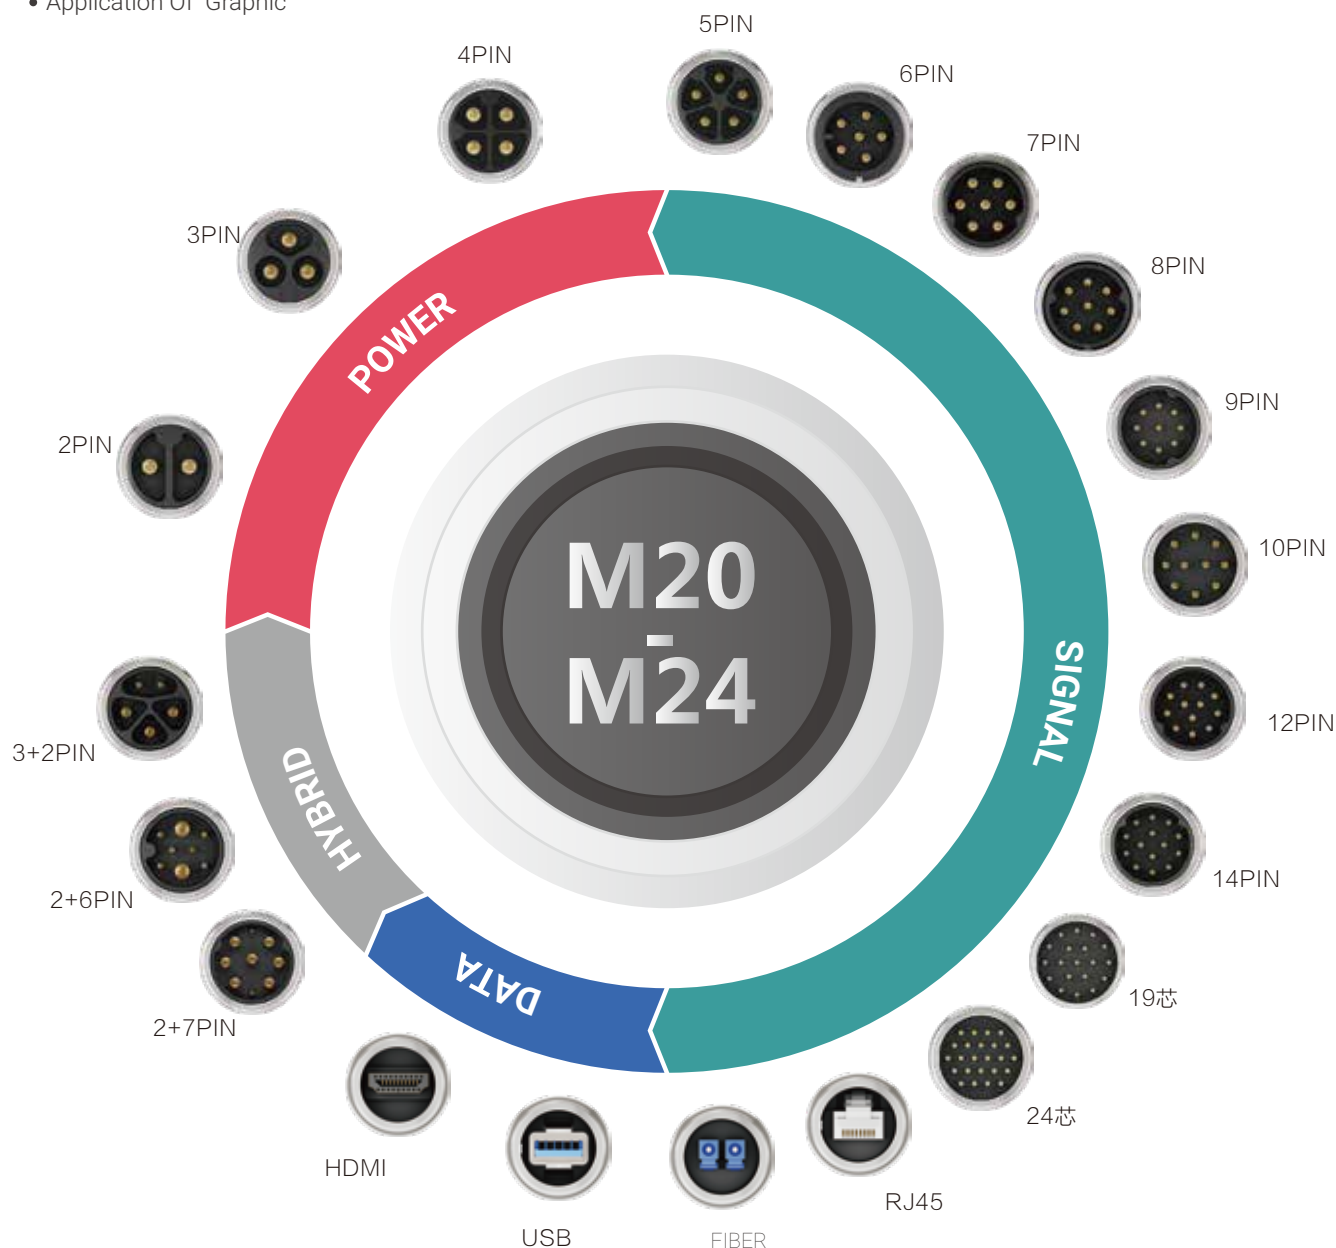 • Application Of Graphic
5PIN
4PIN
6PIN
7PIN
3PIN
8PIN
POWER
9PIN
2PIN
10PIN
M20
-
M24
SIGNAL
12PIN
3+2PIN
HYBRID
14PIN
2+6PIN
DATA
19芯
2+7PIN
24芯
HDMI
RJ45
USB
FIBER